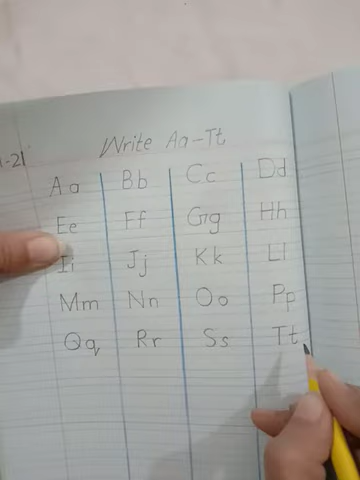 -21
Write Aa-Tt
Aa Bb Cc Dd
Ee Ff Gg Hh
Ii Jj Kk Ll
Mm Nn Oo Pp
Qq Rr Ss Tt